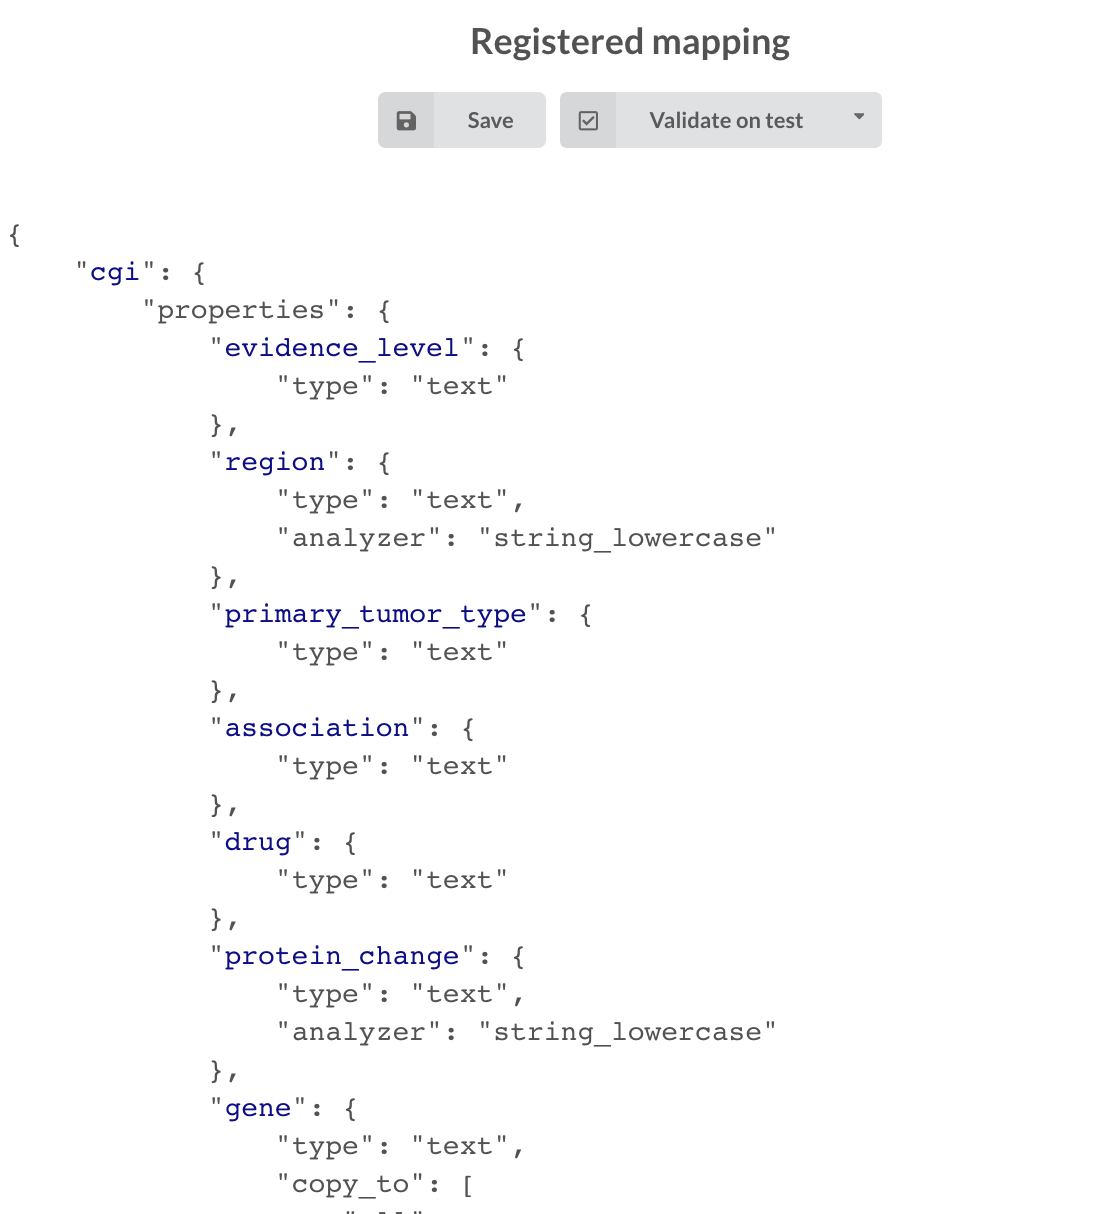 Registered mapping
Save
Validate on test
{
"cgi": {
"properties": {
"evidence_level": {
"type": "text"
},
"region": {
"type": "text",
"analyzer": "string_lowercase"
},
"primary_tumor_type": {
"type": "text"
},
"association": {
"type": "text"
},
"drug": {
"type": "text"
},
"protein_change": {
"type": "text",
"analyzer": "string_lowercase"
},
"gene": {
"type": "text",
"copy_to": [